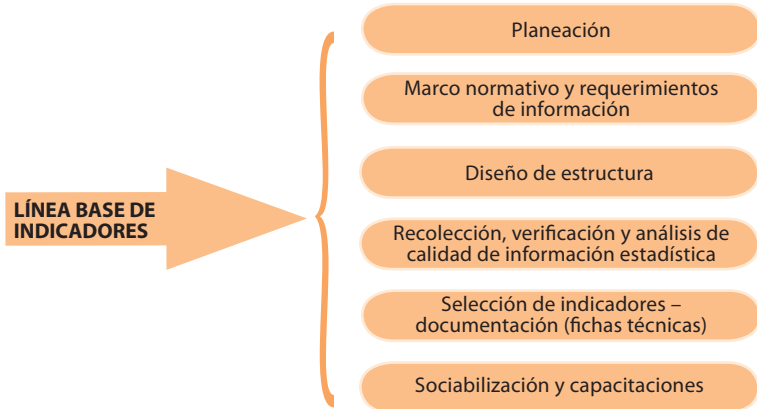 LÍNEA BASE DE
INDICADORES
Planeación
Marco normativo y requerimientos
de información
Diseño de estructura
Recolección, verificación y análisis de
calidad de información estadística
Selección de indicadores –
documentación (fichas técnicas)
Sociabilización y capacitaciones